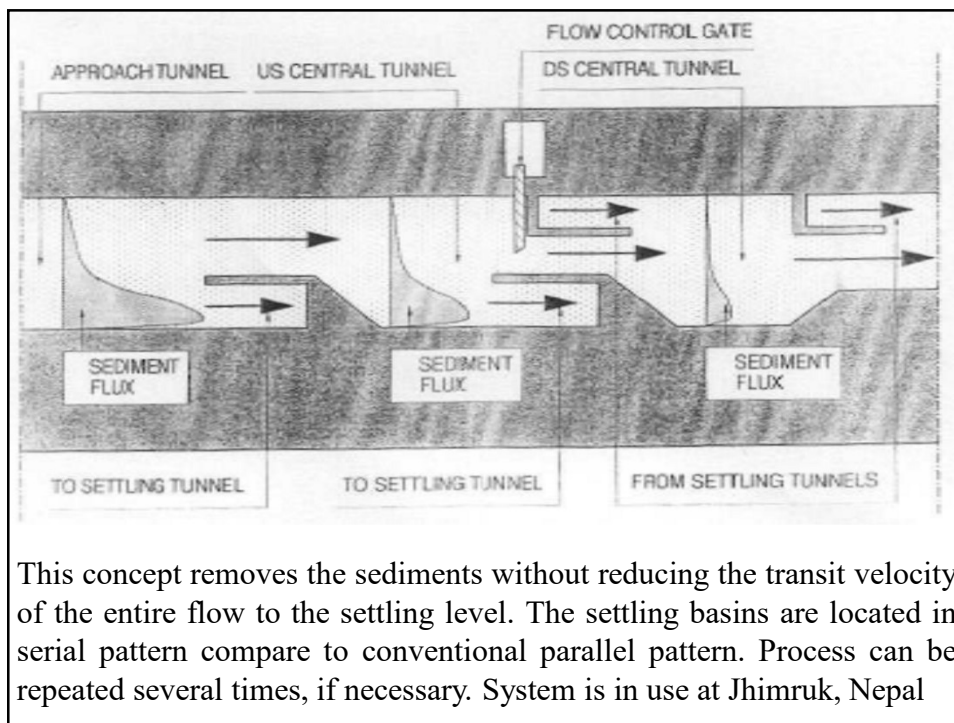 FLOW CONTROL GATE
APPROACH TUNNEL US CENTRAL TUNNEL DS CENTRAL TUNNEL
SEDIMENT FLUX
SEDIMENT FLUX
SEDIMENT FLUX
TO SETTLING TUNNEL TO SETTLING TUNNEL FROM SETTLING TUNNELS
This concept removes the sediments without reducing the transit velocity
of the entire flow to the settling level. The settling basins are located in
serial pattern compare to conventional parallel pattern. Process can be
repeated several times, if necessary. System is in use at Jhimruk, Nepal